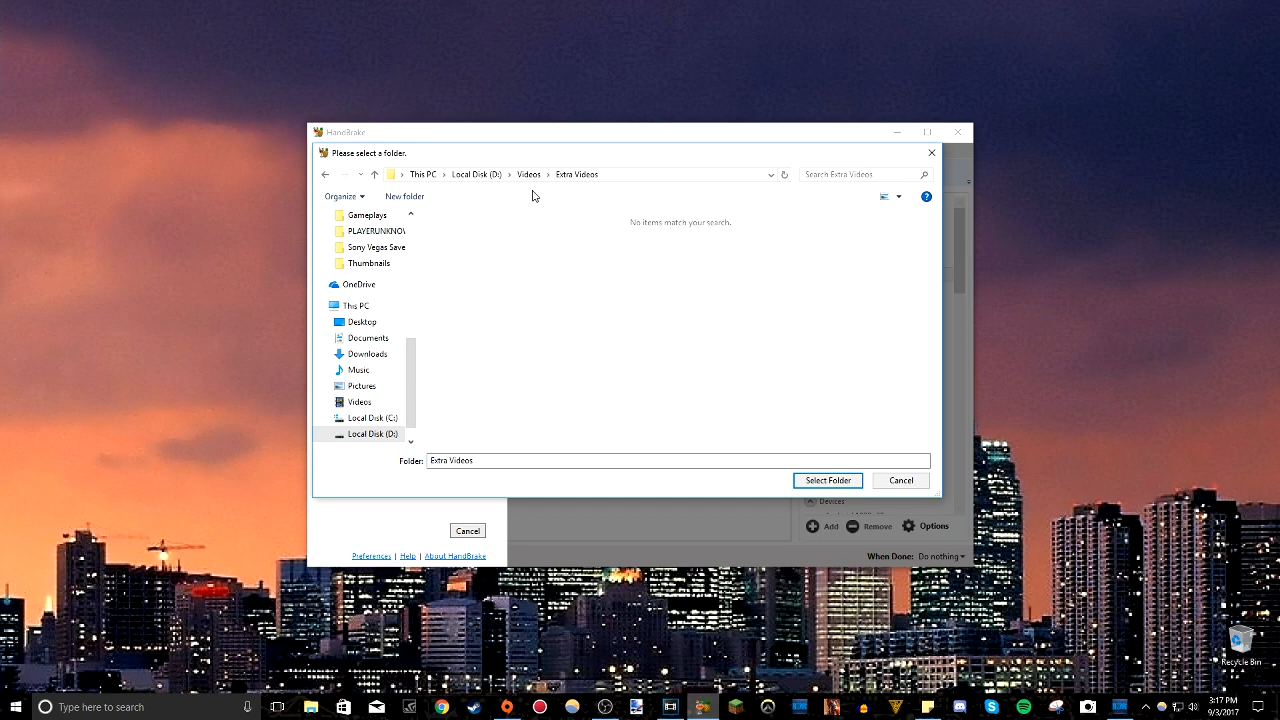 HandBrake
Please select a folder.
This PC
Local Disk (D:)
Videos
Extra Videos
Search Extra Videos
Organize
New folder
No items match your search.
Gameplays
PLAYERUNKNO
Sony Vegas Save
Thumbnails
OneDrive
This PC
Desktop
Documents
Downloads
Music
Pictures
Videos
Local Disk (C:)
Local Disk (D:)
Folder: Extra Videos
Select Folder
Cancel
Devices
Cancel
Add
Remove
Options
Preferences | Help | About HandBrake
When Done: Do nothing
Recycle Bin
Type here to search
3:17 PM
9/3/2017